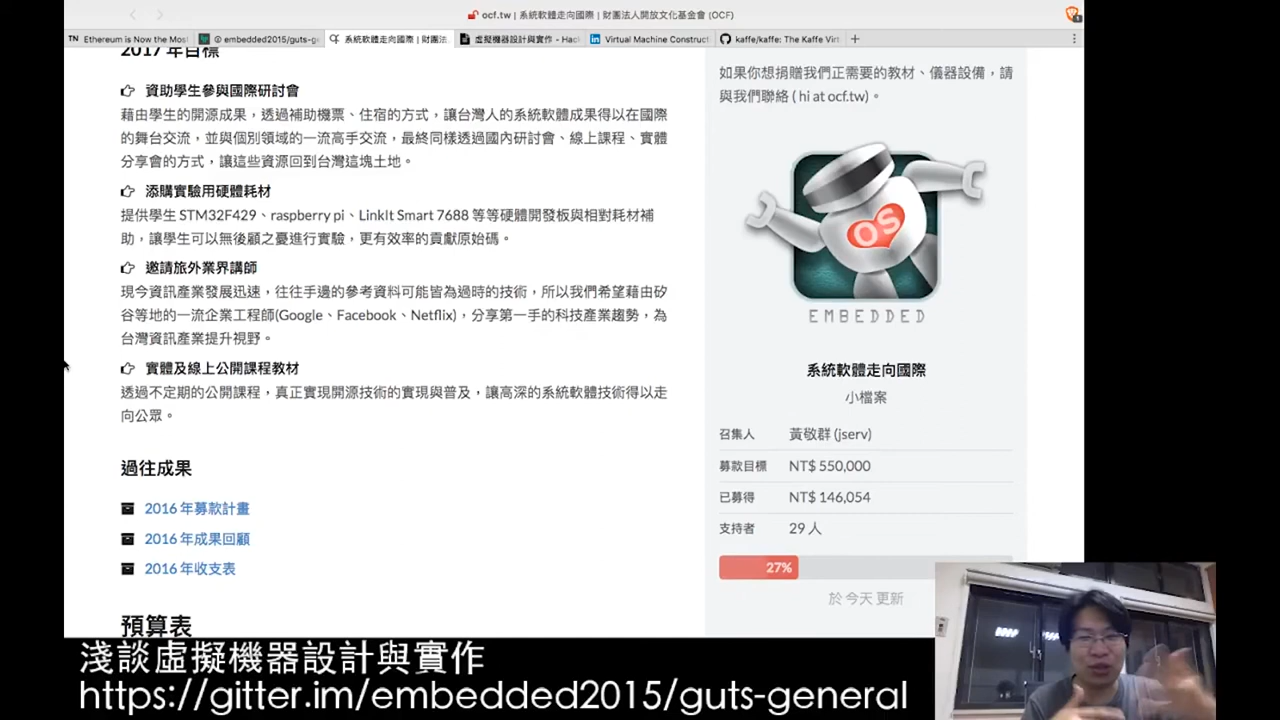 ocf.tw | 系統軟體走向國際 | 財團法人開放文化基金會 (OCF)
TN Ethereum is Now the Most
embedded2015/guts-ge
系統軟體走向國際 | 財團法
虛擬機器設計與實作 - Hac
in Virtual Machine Construct
kaffe/kaffe: The Kaffe Virt
2017 年目標
資助學生參與國際研討會
藉由學生的開源成果，透過補助機票、住宿的方式，讓台灣人的系統軟體成果得以在國際
的舞台交流，並與個別領域的一流高手交流，最終同樣透過國內研討會、線上課程、實體
分享會的方式，讓這些資源回到台灣這塊土地。
添購實驗用硬體耗材
提供學生 STM32F429、raspberry pi、LinkIt Smart 7688 等等硬體開發板與相對耗材補
助，讓學生可以無後顧之憂進行實驗，更有效率的貢獻原始碼。
邀請旅外業界講師
現今資訊產業發展迅速，往往手邊的參考資料可能皆為過時的技術，所以我們希望藉由矽
谷等地的一流企業工程師(Google、Facebook、Netflix)，分享第一手的科技產業趨勢，為
台灣資訊產業提升視野。
實體及線上公開課程教材
透過不定期的公開課程，真正實現開源技術的實現與普及，讓高深的系統軟體技術得以走
向公眾。
過往成果
2016 年募款計畫
2016 年成果回顧
2016 年收支表
預算表
如果你想捐贈我們正需要的教材、儀器設備，請
與我們聯絡 ( hi at ocf.tw)。
OS
EMBEDDED
系統軟體走向國際
小檔案
召集人 黃敬群 (jserv)
募款目標 NT$ 550,000
已募得 NT$ 146,054
支持者 29 人
27%
於 今天 更新
淺談虛擬機器設計與實作
https://gitter.im/embedded2015/guts-general